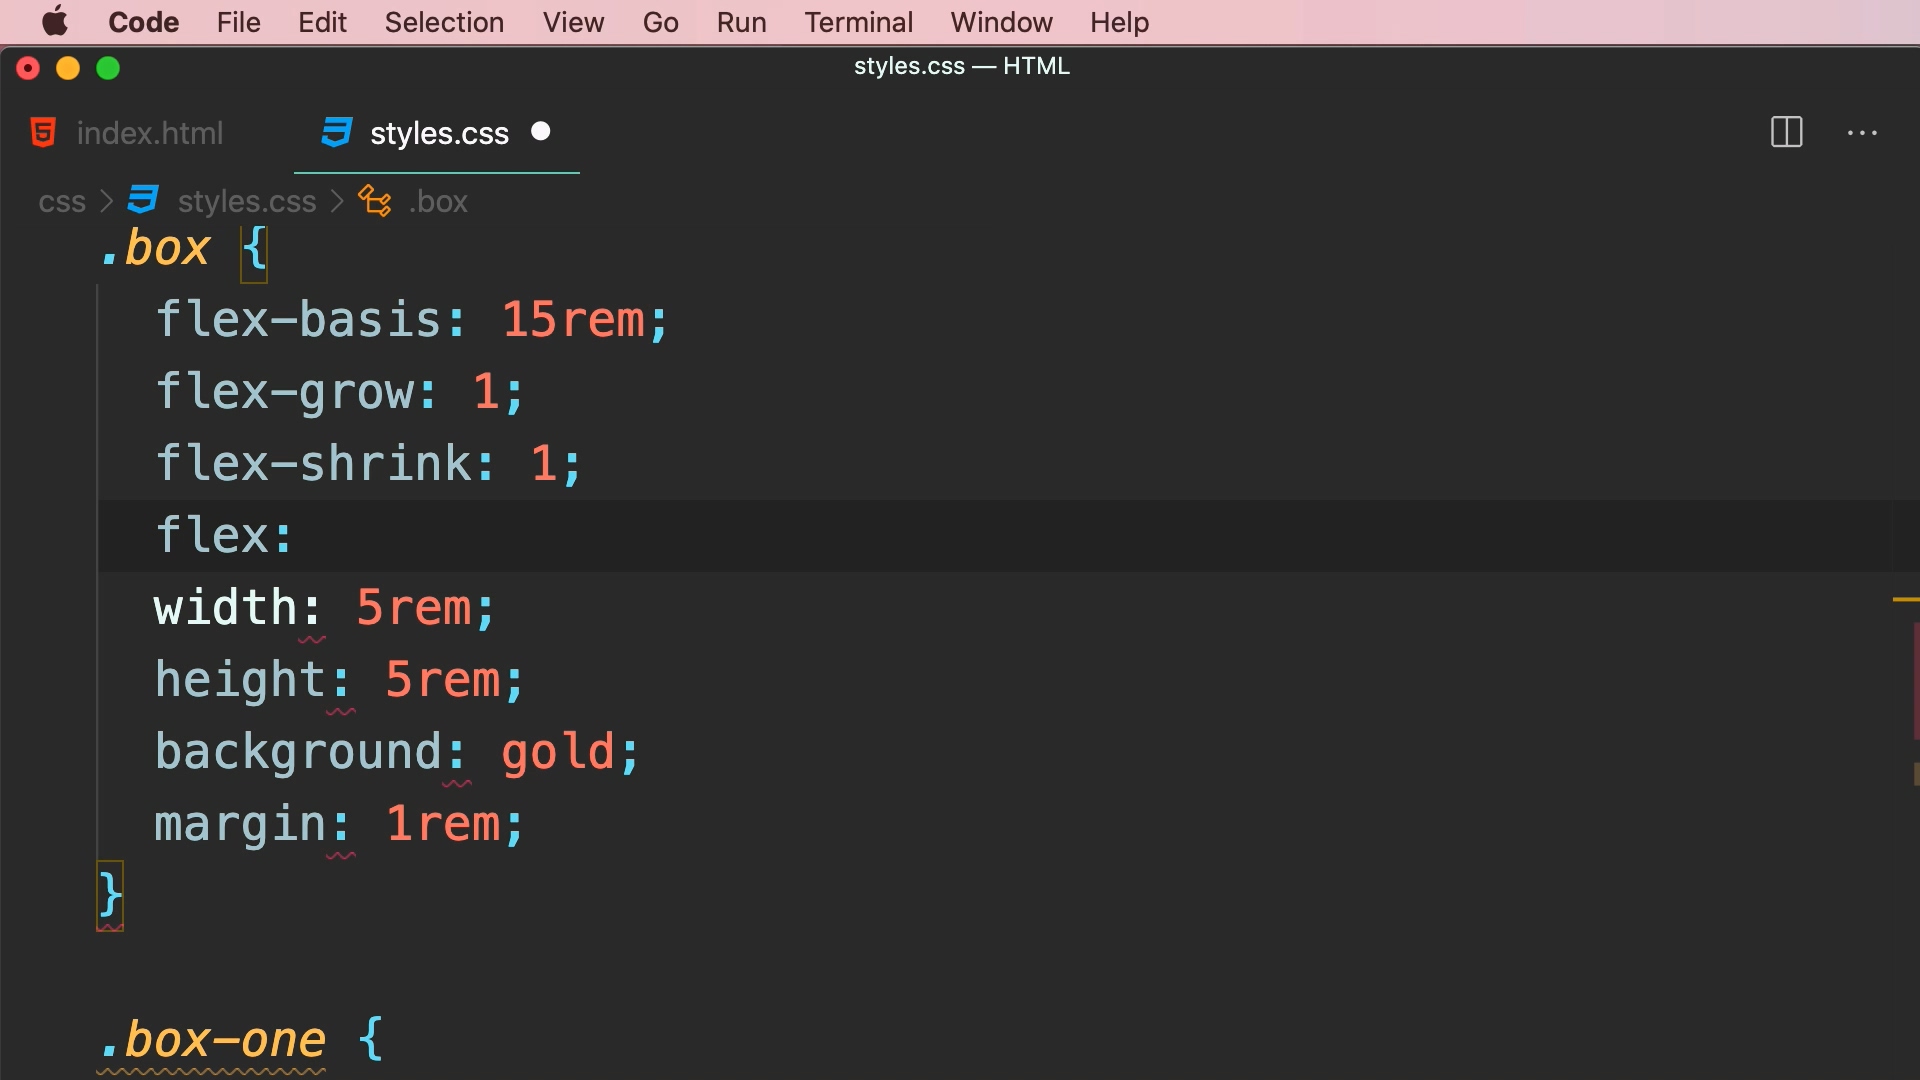 Code File Edit Selection View Go Run Terminal Window Help
styles.css — HTML
index.html styles.css
css styles.css .box
.box {
flex-basis: 15rem;
flex-grow: 1;
flex-shrink: 1;
flex:
width: 5rem;
height: 5rem;
background: gold;
margin: 1rem;
}
.box-one {